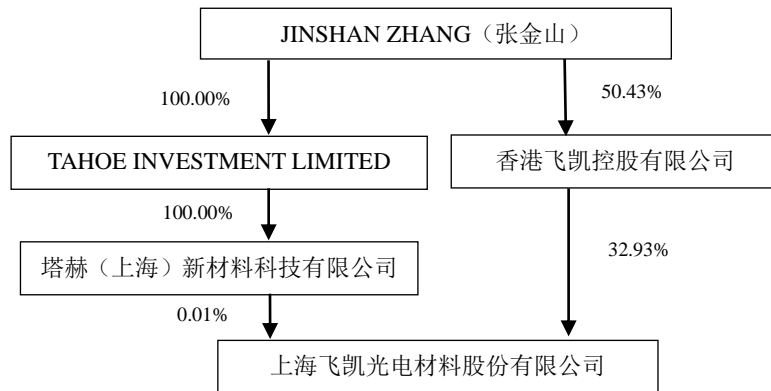 JINSHAN ZHANG（张金山）
100.00%
50.43%
TAHOE INVESTMENT LIMITED
香港飞凯控股有限公司
100.00%
32.93%
塔赫（上海）新材料科技有限公司
0.01%
上海飞凯光电材料股份有限公司